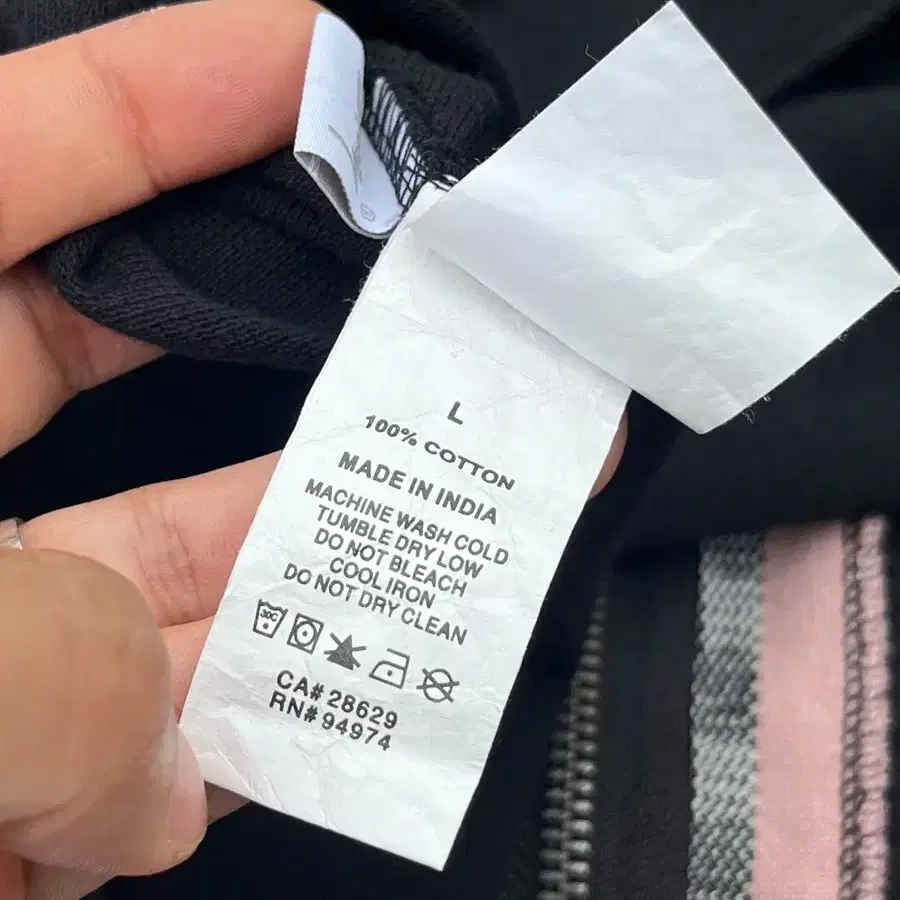 L
100% COTTON
MADE IN INDIA
MACHINE WASH COLD
TUMBLE DRY LOW
DO NOT BLEACH
COOL IRON
DO NOT DRY CLEAN
30C
CA# 28629
RN# 94974